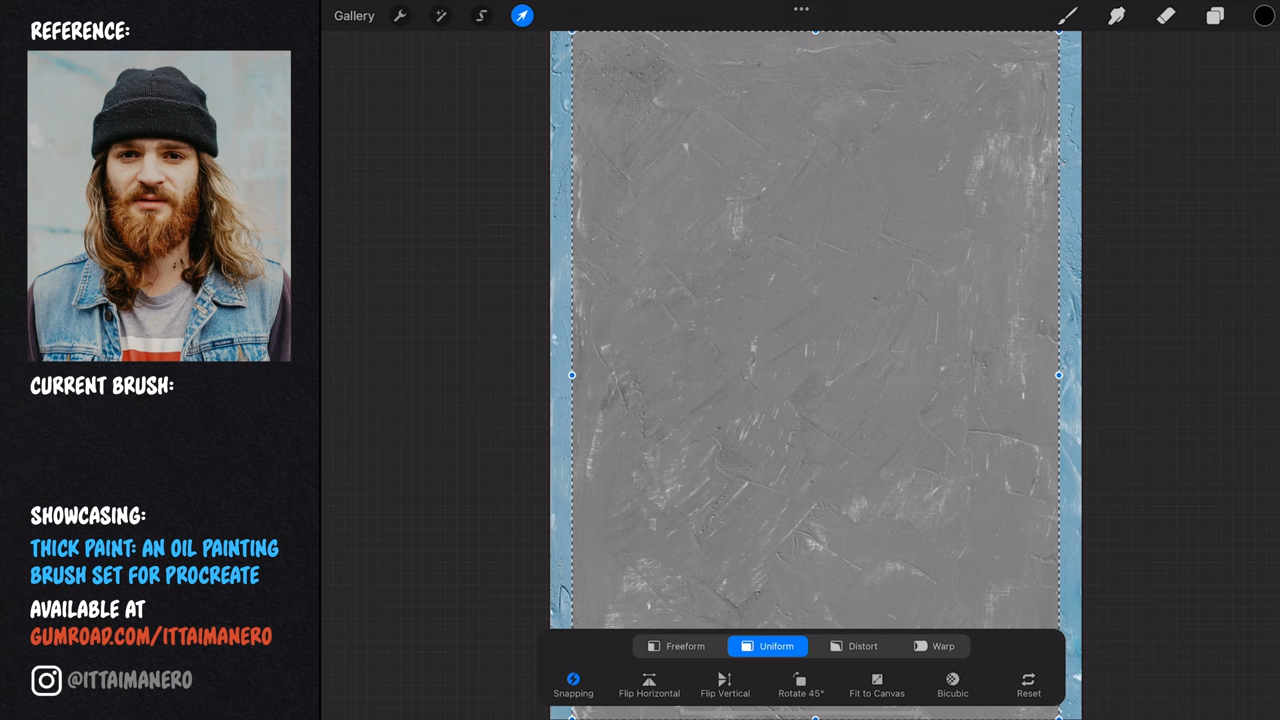 REFERENCE:
CURRENT BRUSH:
SHOWCASING:
THICK PAINT: AN OIL PAINTING
BRUSH SET FOR PROCREATE
AVAILABLE AT
GUMROAD.COM/ITTAIMANERO
@ITTAIMANERO
Gallery
Freeform Uniform Distort Warp
Snapping Flip Horizontal Flip Vertical Rotate 45° Fit to Canvas Bicubic Reset